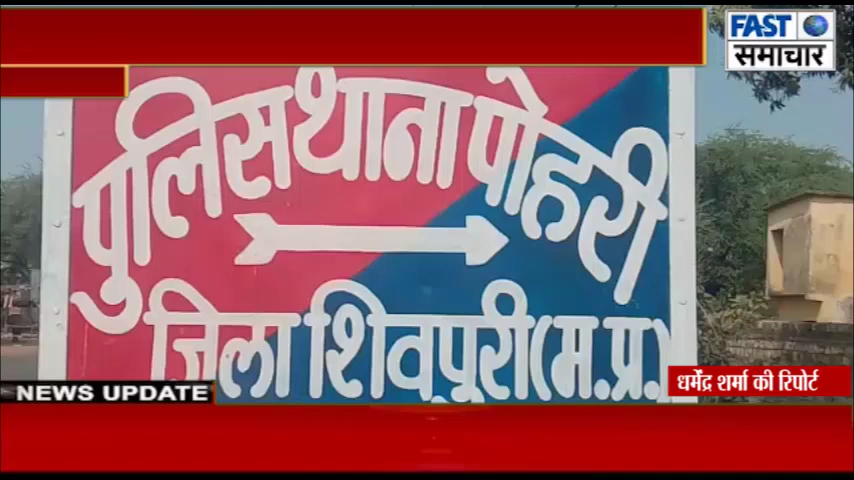 FAST
समाचार
पुलिस थाना पोहरी
जिला शिवपुरी (म.प्र.)
NEWS UPDATE
धर्मेंद्र शर्मा की रिपोर्ट